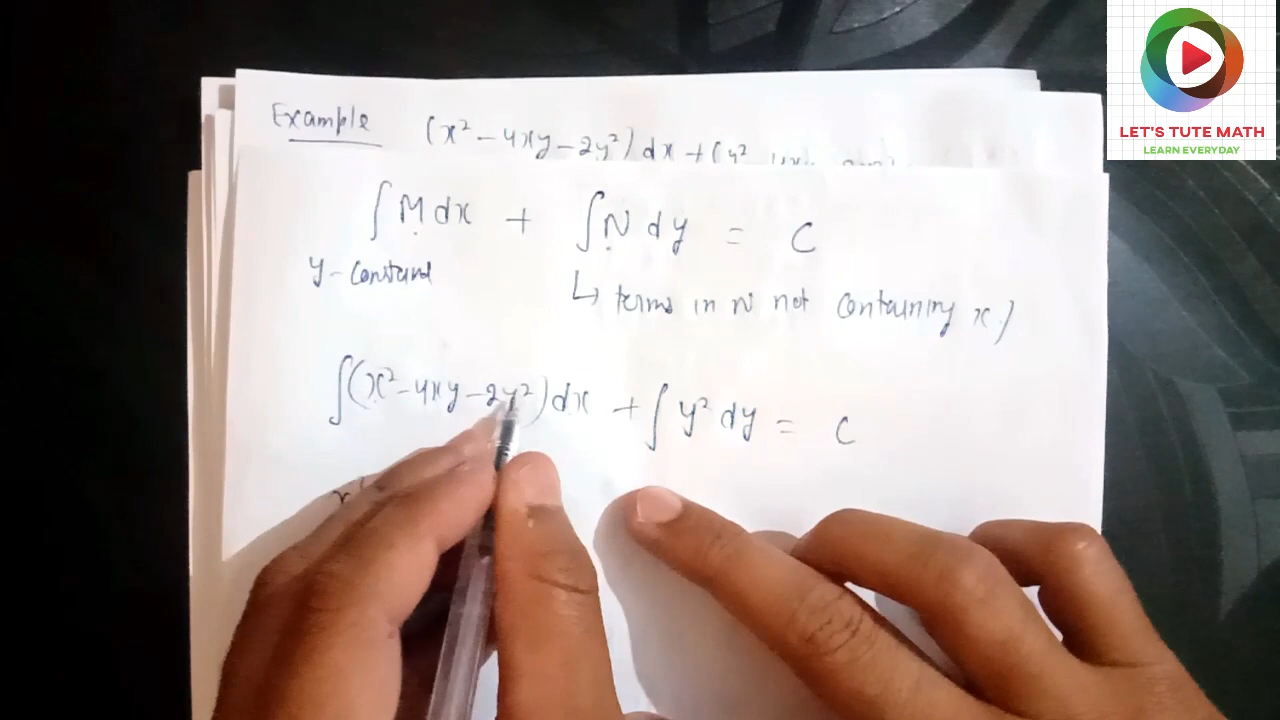 Example (x² - 4xy - 2y²) dx + (y²
∫ M dx + ∫ N dy = C
y - constant
↳ terms in N not containing x.)
∫(x² - 4xy - 2y²) dx + ∫ y² dy = C
LET'S TUTE MATH
LEARN EVERYDAY